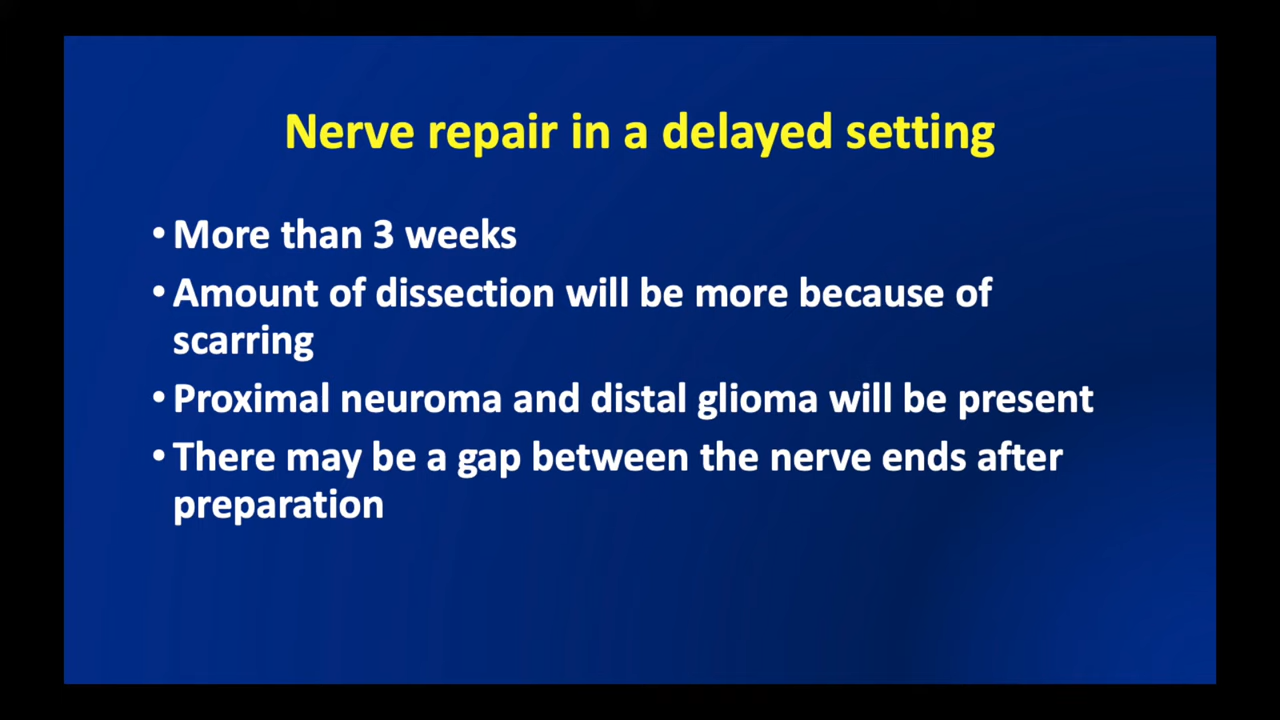 Nerve repair in a delayed setting
• More than 3 weeks
• Amount of dissection will be more because of
scarring
• Proximal neuroma and distal glioma will be present
• There may be a gap between the nerve ends after
preparation